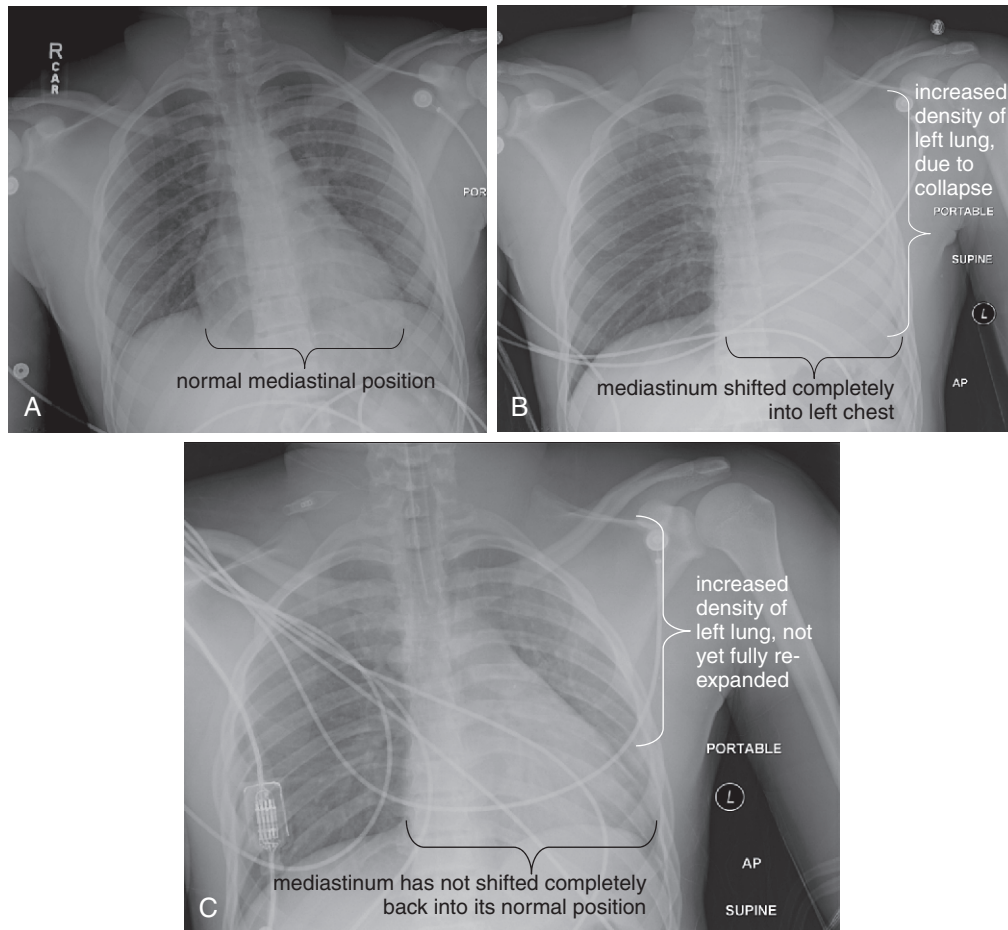 R
CAR
POR
normal mediastinal position
A
increased
density of
left lung,
due to
collapse
PORTABLE
SUPINE
L
AP
mediastinum shifted completely
into left chest
B
increased
density of
left lung, not
yet fully re-
expanded
PORTABLE
L
AP
SUPINE
mediastinum has not shifted completely
back into its normal position
C